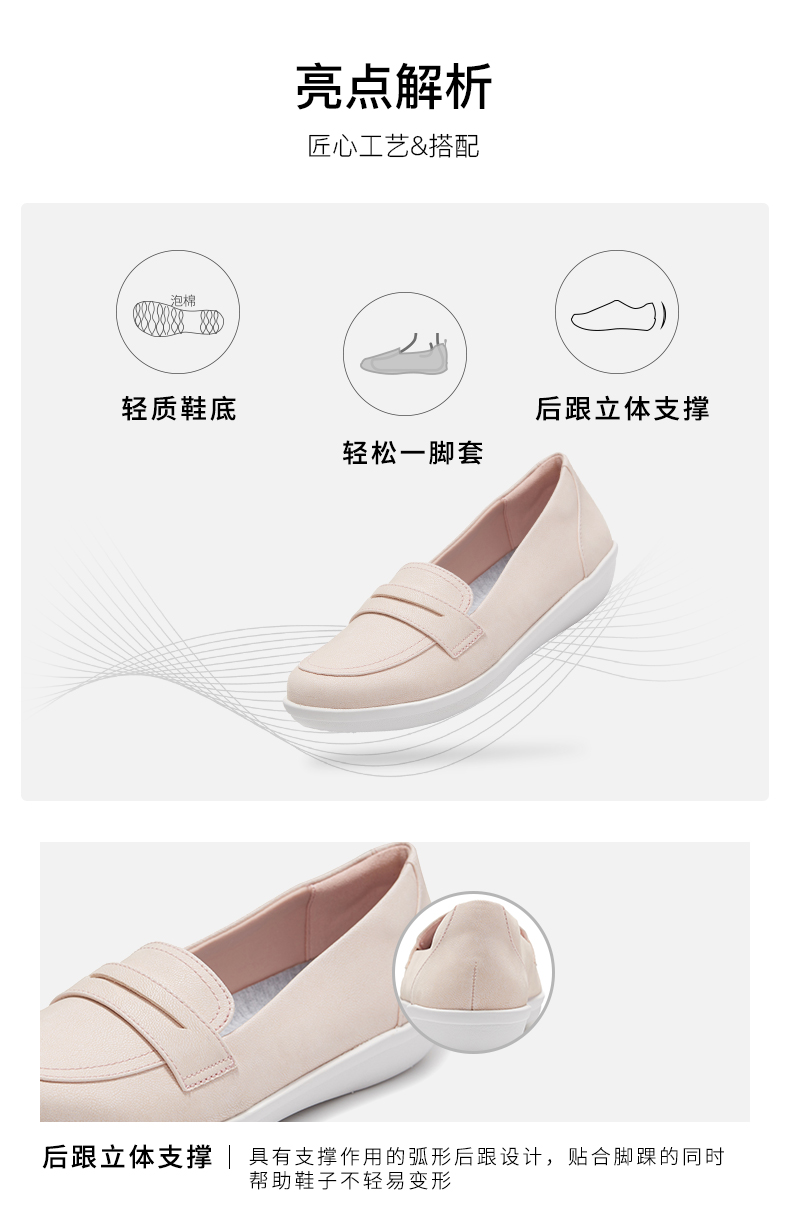 亮点解析
匠心工艺&搭配
泡棉
轻质鞋底
轻松一脚套
后跟立体支撑
后跟立体支撑
具有支撑作用的弧形后跟设计，贴合脚踝的同时
帮助鞋子不轻易变形